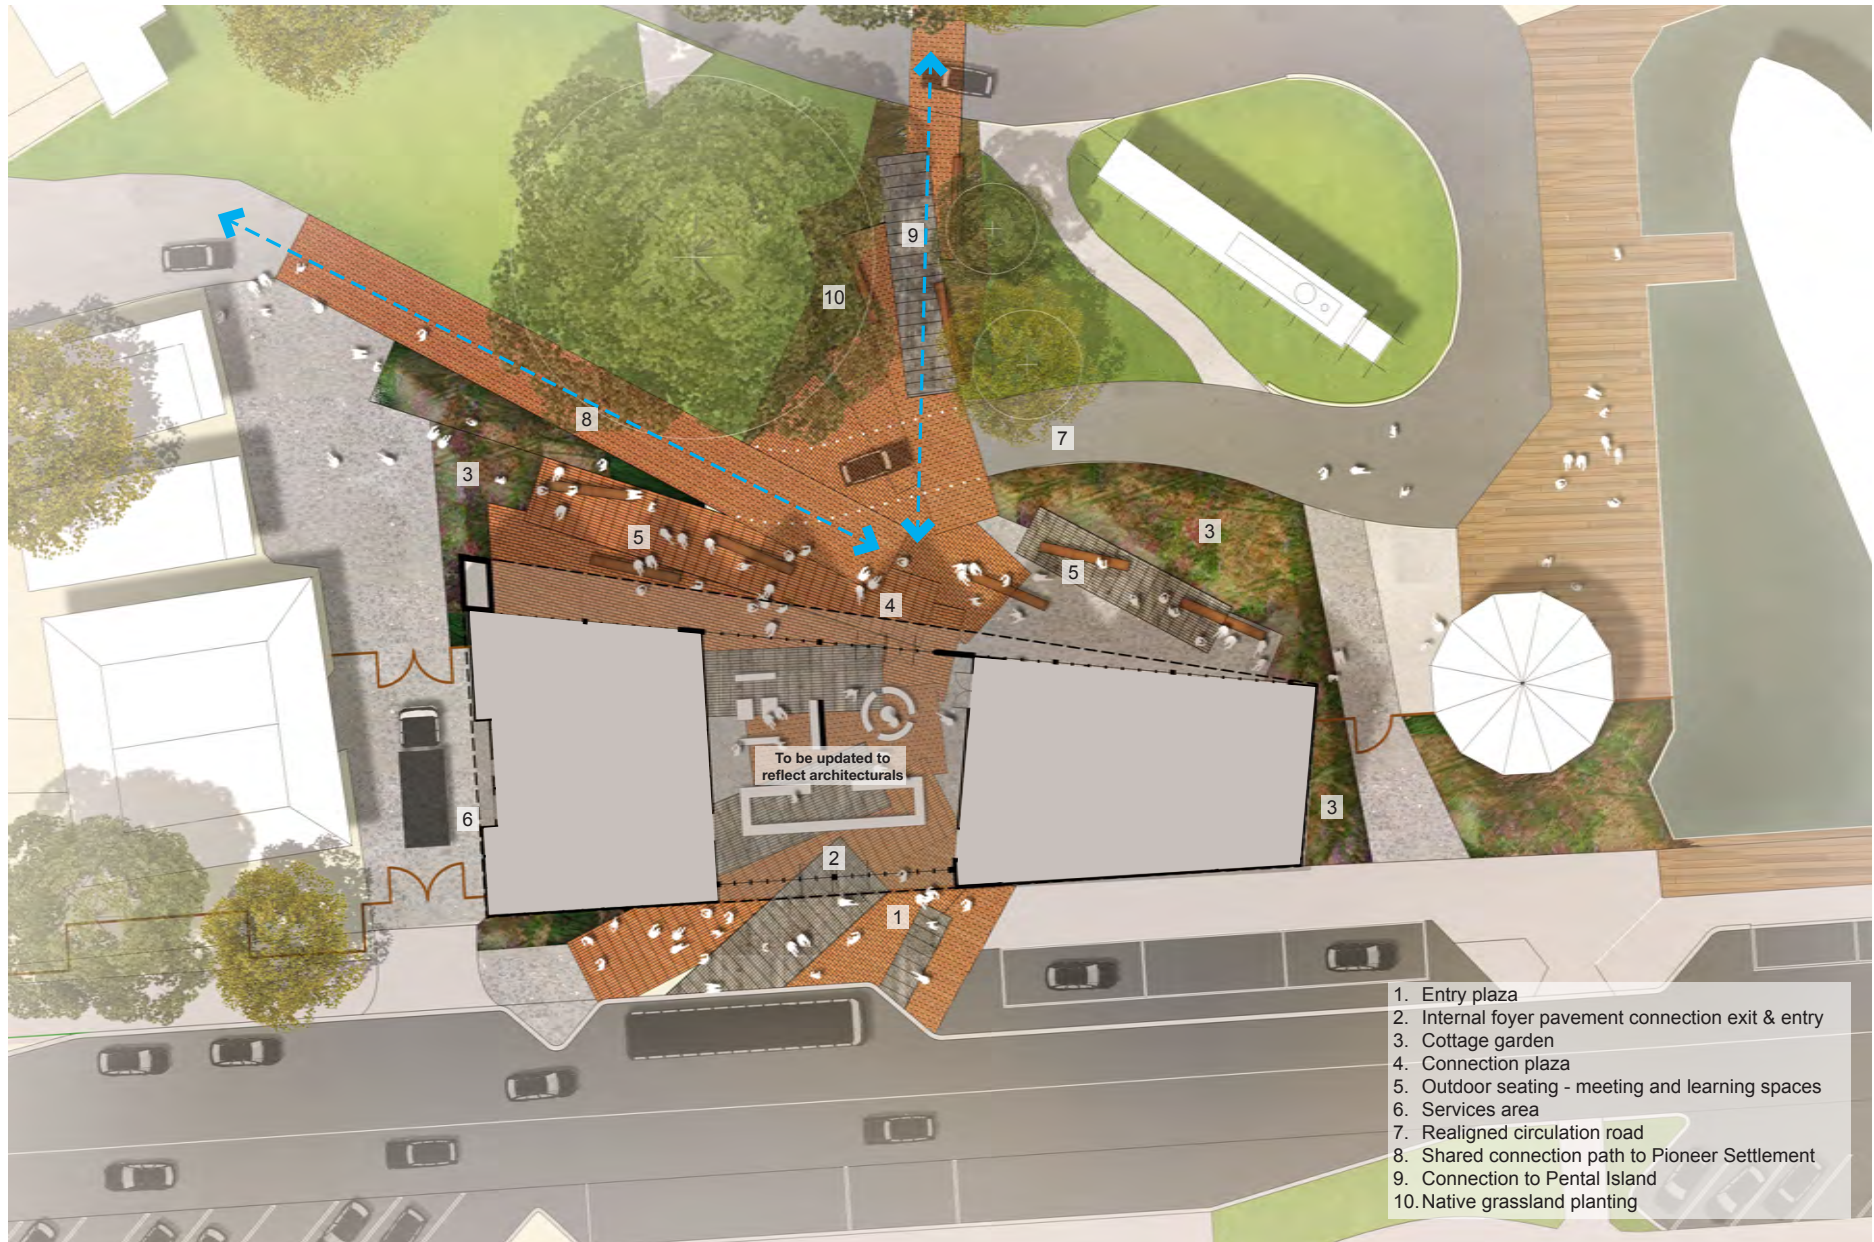 9
10
8
7
3
3
5
5
4
To be updated to
reflect architecturals
6
3
2
1
1. Entry plaza
2. Internal foyer pavement connection exit & entry
3. Cottage garden
4. Connection plaza
5. Outdoor seating - meeting and learning spaces
6. Services area
7. Realigned circulation road
8. Shared connection path to Pioneer Settlement
9. Connection to Pental Island
10. Native grassland planting